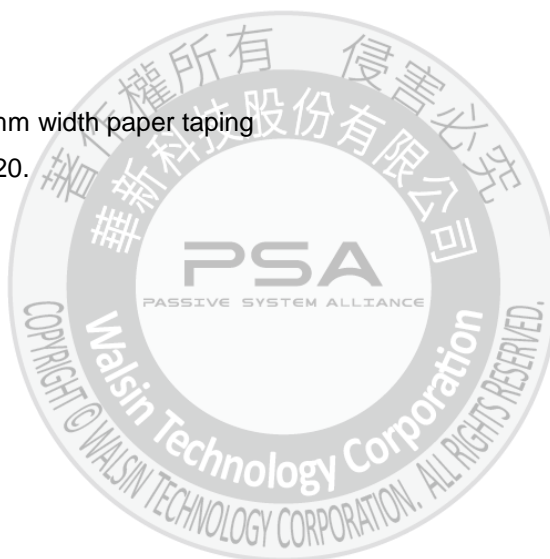 著作權所有 侵害必究
mm width paper taping
20.
華新科技股份有限公司
PSA
PASSIVE SYSTEM ALLIANCE
Walsin Technology Corporation
COPYRIGHT © WALSIN TECHNOLOGY CORPORATION. ALL RIGHTS RESERVED.